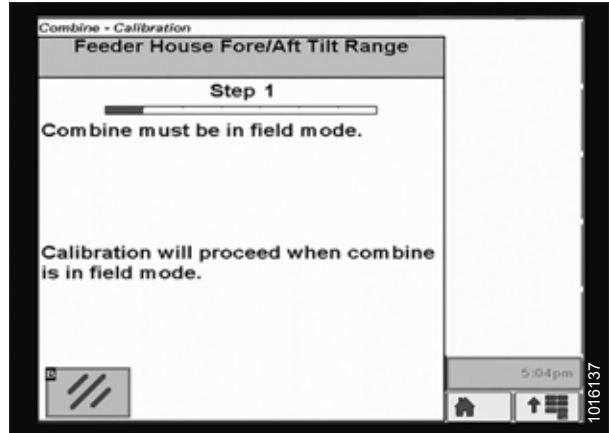 Combine - Calibration
Feeder House Fore/Aft Tilt Range
Step 1
Combine must be in field mode.
Calibration will proceed when combine
is in field mode.
5:04pm
1016137